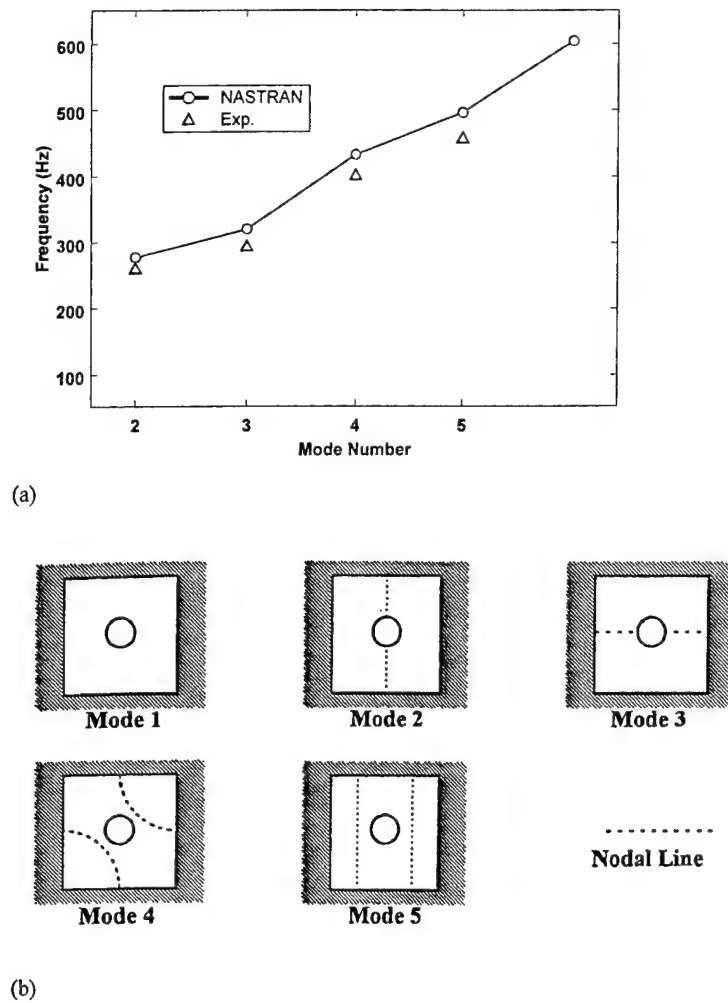 600
500
400
300
200
100
Frequency (Hz)
NASTRAN
Exp.
2 3 4 5
Mode Number
(a)
Mode 1 Mode 2 Mode 3
Mode 4 Mode 5 Nodal Line
(b)